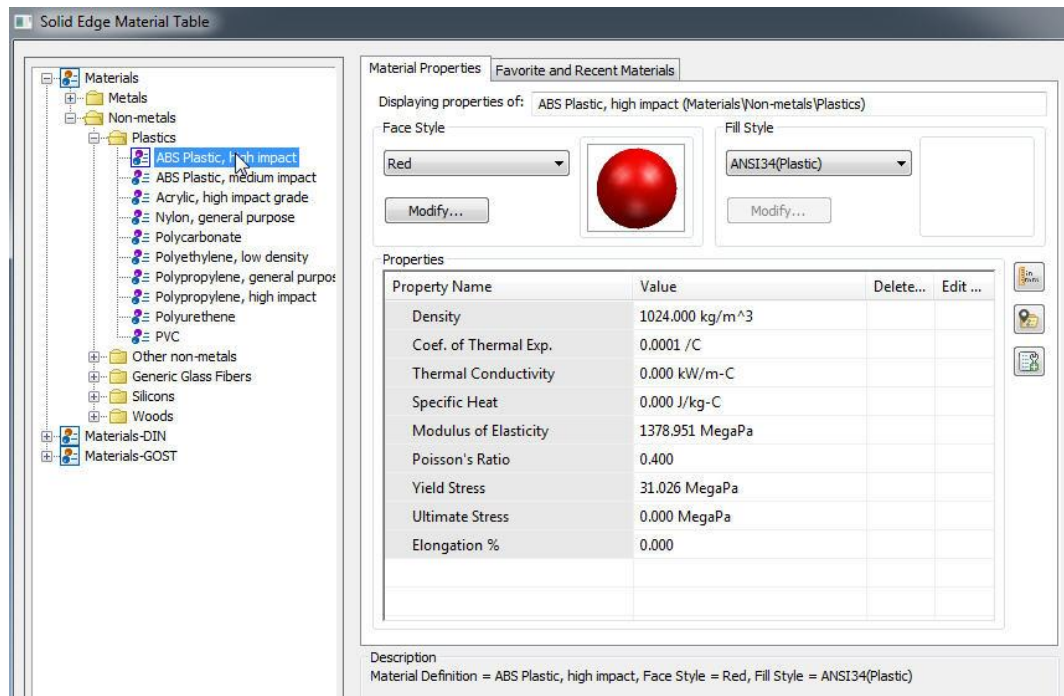 Solid Edge Material Table
Materials
Metals
Non-metals
Plastics
ABS Plastic, high impact
ABS Plastic, medium impact
Acrylic, high impact grade
Nylon, general purpose
Polycarbonate
Polyethylene, low density
Polypropylene, general purpos
Polypropylene, high impact
Polyurethene
PVC
Other non-metals
Generic Glass Fibers
Silicons
Woods
Materials-DIN
Materials-GOST
Material Properties Favorite and Recent Materials
Displaying properties of: ABS Plastic, high impact (Materials\Non-metals\Plastics)
Face Style Fill Style
Red ANSI34(Plastic)
Modify... Modify...
Properties
Property Name Value Delete... Edit ...
Density 1024.000 kg/m^3
Coef. of Thermal Exp. 0.0001 /C
Thermal Conductivity 0.000 kW/m-C
Specific Heat 0.000 J/kg-C
Modulus of Elasticity 1378.951 MegaPa
Poisson's Ratio 0.400
Yield Stress 31.026 MegaPa
Ultimate Stress 0.000 MegaPa
Elongation % 0.000
Description
Material Definition = ABS Plastic, high impact, Face Style = Red, Fill Style = ANSI34(Plastic)